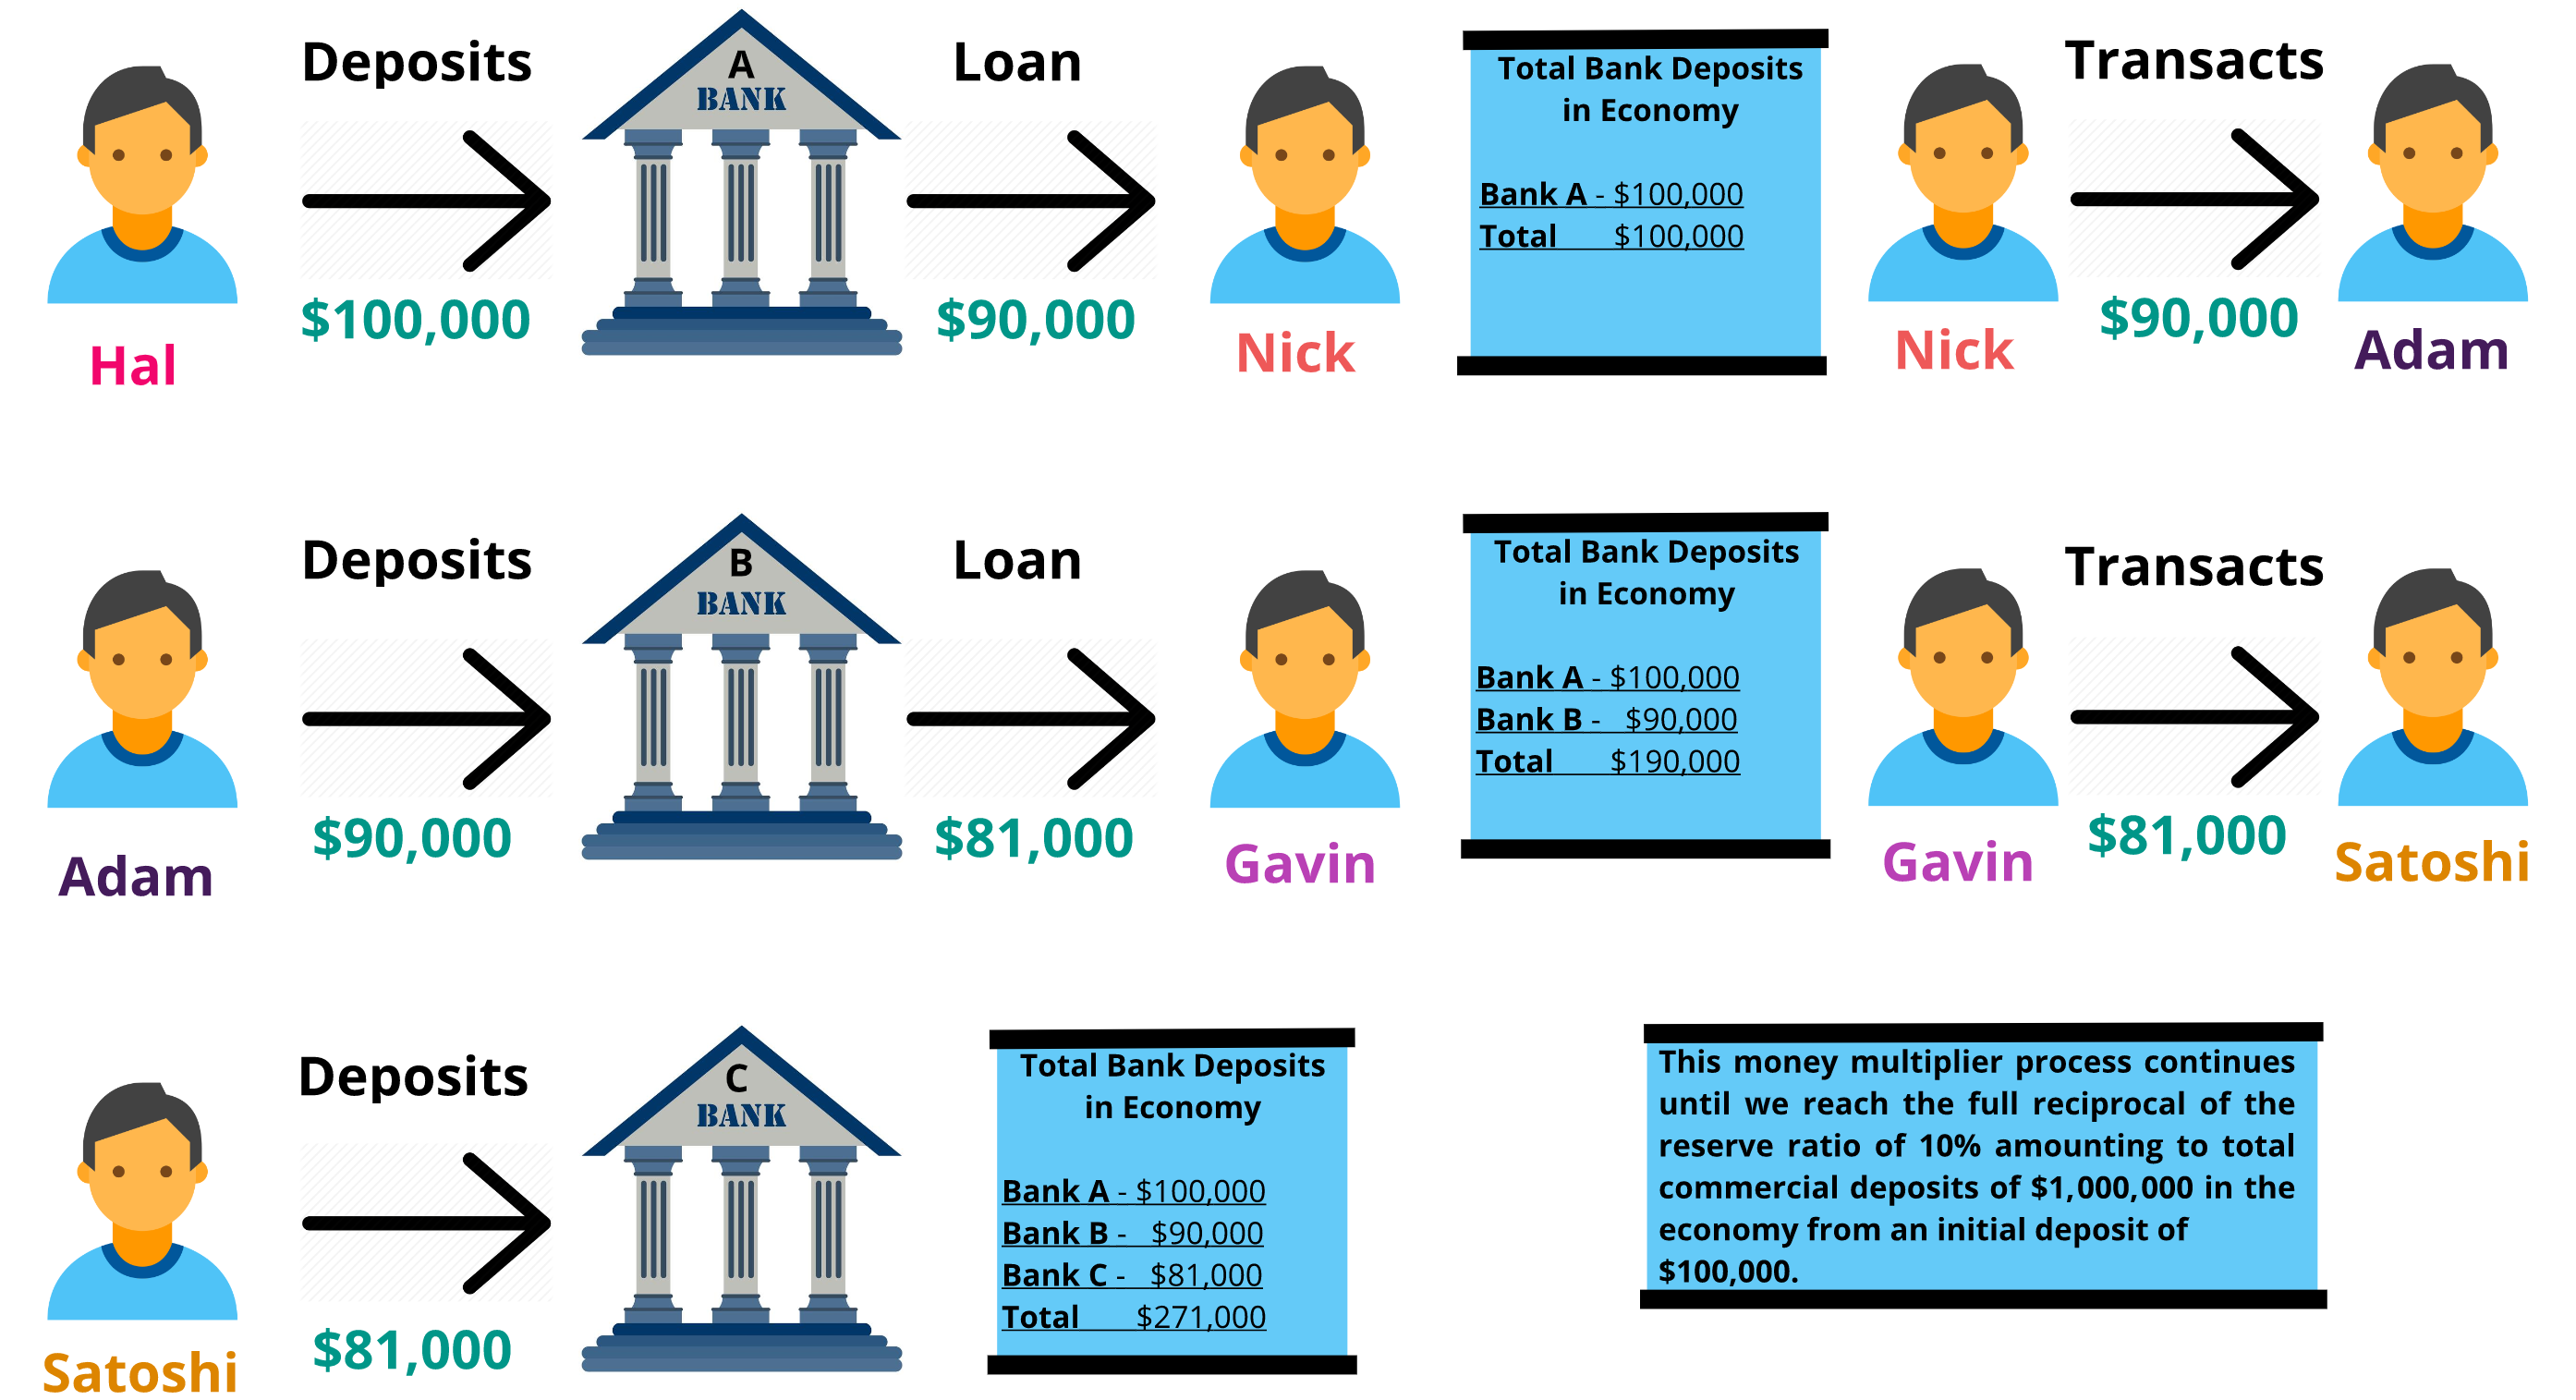 Deposits
A
BANK
Loan
$100,000
$90,000
Hal
Nick
Total Bank Deposits
in Economy
Bank A - $100,000
Total $100,000
Transacts
$90,000
Nick
Adam
Deposits
B
BANK
Loan
$90,000
$81,000
Adam
Gavin
Total Bank Deposits
in Economy
Bank A - $100,000
Bank B - $90,000
Total $190,000
Transacts
$81,000
Gavin
Satoshi
Deposits
C
BANK
$81,000
Satoshi
Total Bank Deposits
in Economy
Bank A - $100,000
Bank B - $90,000
Bank C - $81,000
Total $271,000
This money multiplier process continues
until we reach the full reciprocal of the
reserve ratio of 10% amounting to total
commercial deposits of $1,000,000 in the
economy from an initial deposit of
$100,000.